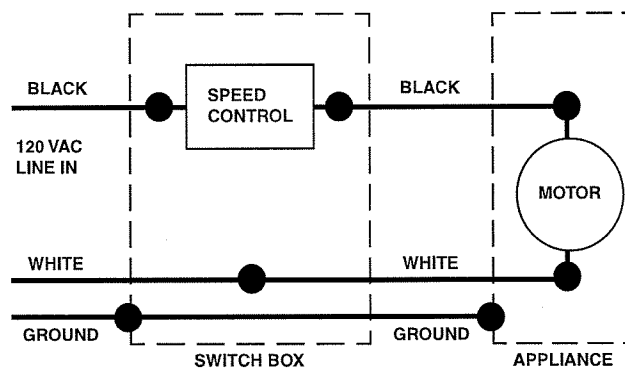 BLACK
SPEED
CONTROL
BLACK
120 VAC
LINE IN
MOTOR
WHITE
WHITE
GROUND
GROUND
SWITCH BOX
APPLIANCE